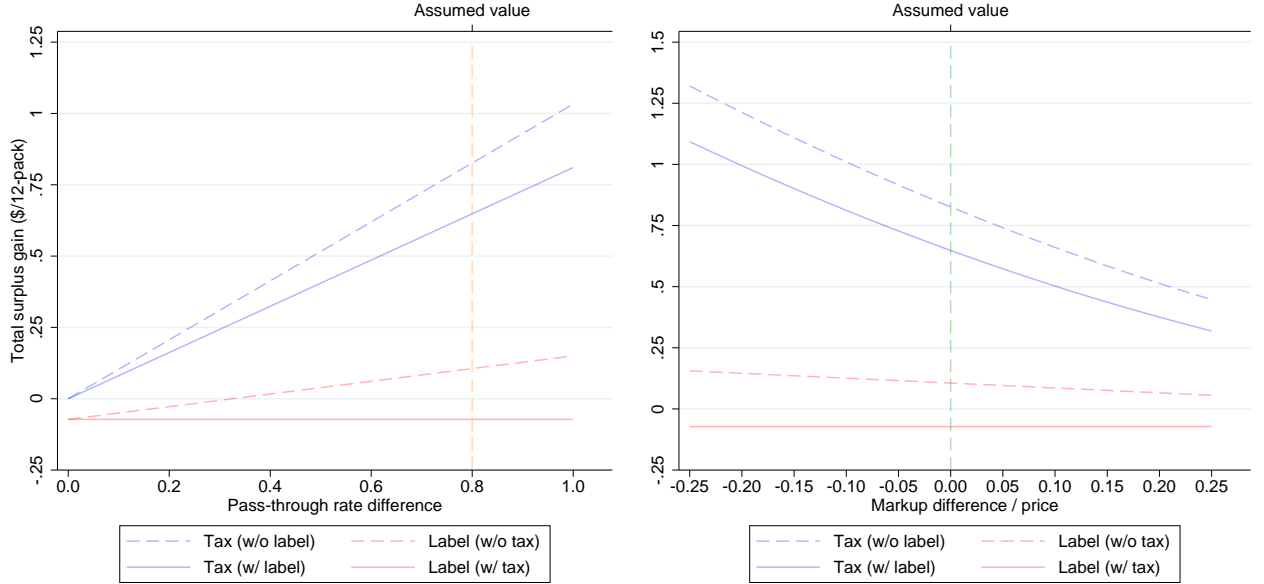 Assumed value
Total surplus gain ($/12-pack)
1.25
1
.75
.5
.25
0
-.25
0.0 0.2 0.4 0.6 0.8 1.0
Pass-through rate difference
Tax (w/o label) Label (w/o tax)
Tax (w/ label) Label (w/ tax)
Assumed value
1.5
1.25
1
.75
.5
.25
0
-.25
-0.25 -0.20 -0.15 -0.10 -0.05 0.00 0.05 0.10 0.15 0.20 0.25
Markup difference / price
Tax (w/o label) Label (w/o tax)
Tax (w/ label) Label (w/ tax)